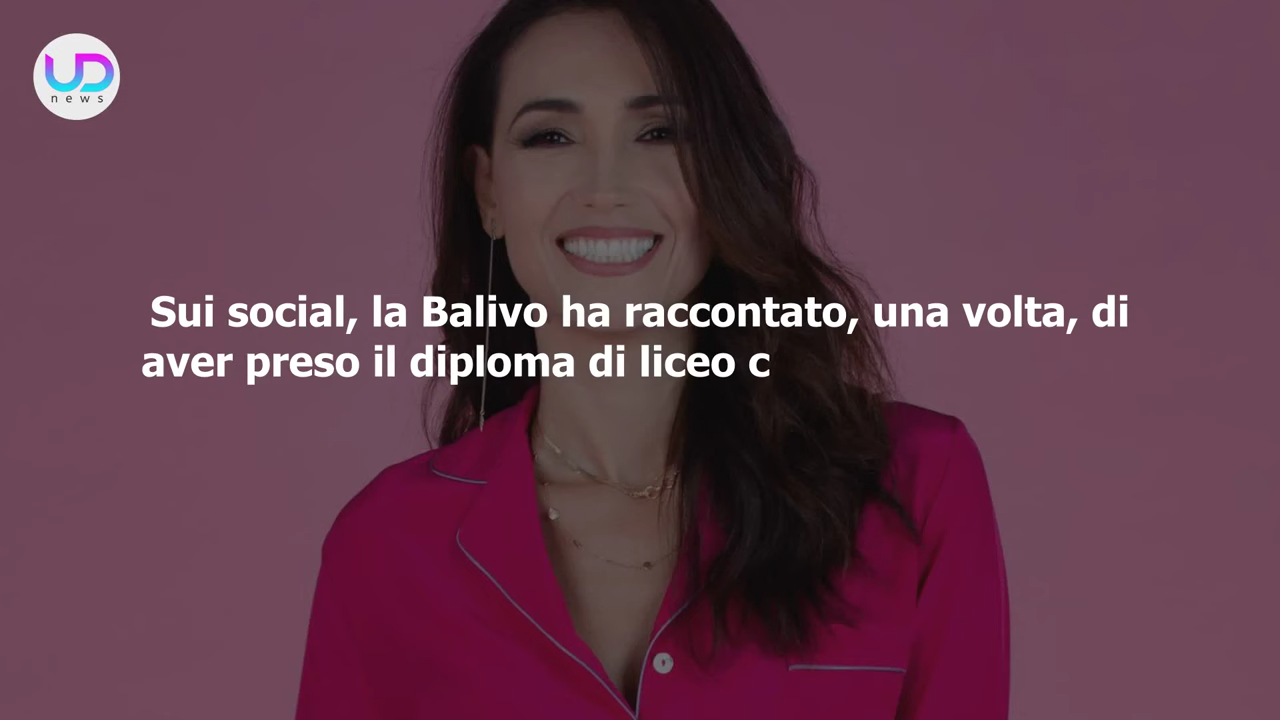 UD
news
Sui social, la Balivo ha raccontato, una volta, di
aver preso il diploma di liceo c